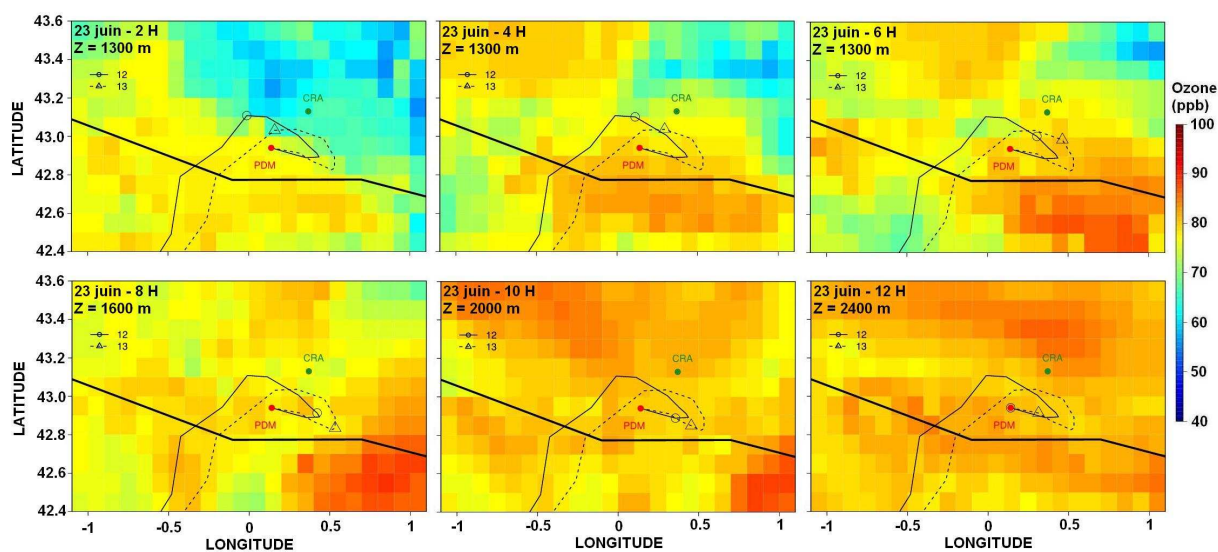 23 juin - 2 H
Z = 1300 m
12
13
CRA
PDM
23 juin - 4 H
Z = 1300 m
12
13
CRA
PDM
23 juin - 6 H
Z = 1300 m
12
13
CRA
PDM
43.6
43.4
43.2
43.0
42.8
42.6
42.4
LATITUDE
Ozone
(ppb)
100
90
80
70
60
50
40
23 juin - 8 H
Z = 1600 m
12
13
CRA
PDM
23 juin - 10 H
Z = 2000 m
12
13
CRA
PDM
23 juin - 12 H
Z = 2400 m
12
13
CRA
PDM
43.6
43.4
43.2
43.0
42.8
42.6
42.4
LATITUDE
-1 -0.5 0 0.5 1
-1 -0.5 0 0.5 1
-1 -0.5 0 0.5 1
LONGITUDE
LONGITUDE
LONGITUDE